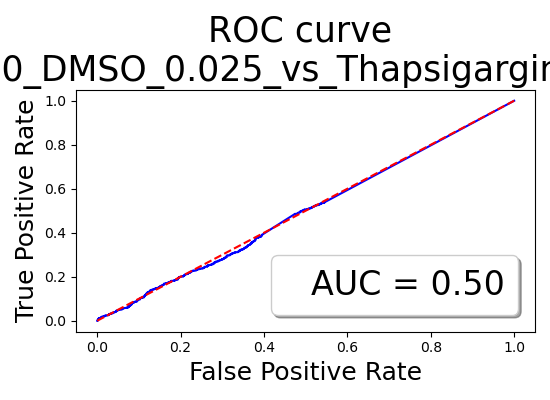 ROC curve
0_DMSO_0.025_vs_Thapsigargin
True Positive Rate
1.0
0.8
0.6
0.4
0.2
0.0
AUC = 0.50
0.0 0.2 0.4 0.6 0.8 1.0
False Positive Rate